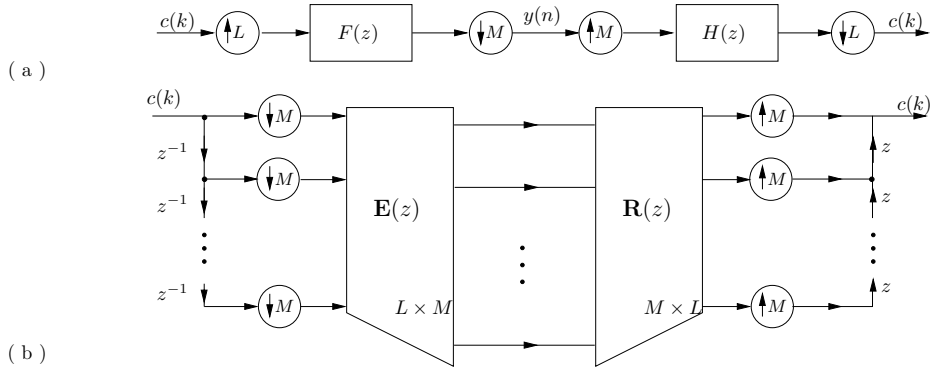 c(k) ↑L F(z) ↓M y(n) ↑M H(z) ↓L c(k)
( a )
c(k) ↓M ↑M c(k)
z⁻¹ z
↓M ↑M
z⁻¹ E(z) R(z) z
z⁻¹ ↓M L × M M × L ↑M z
( b )